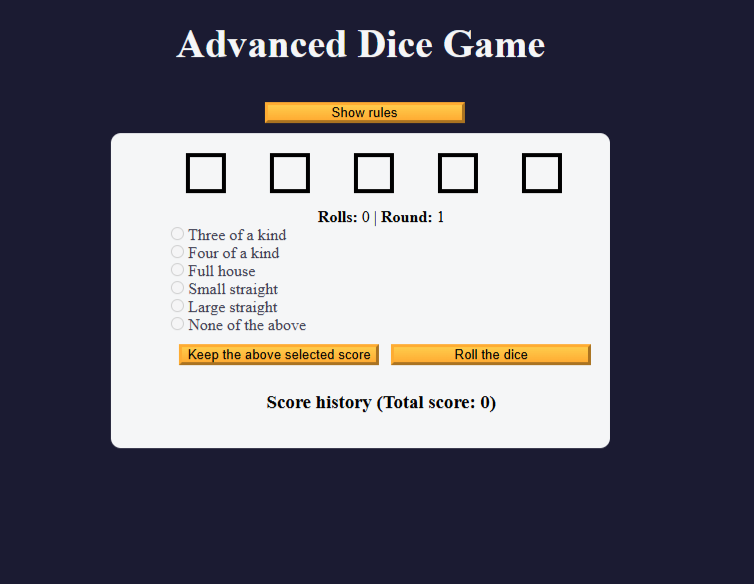 Advanced Dice Game
Show rules
Rolls: 0 | Round: 1
Three of a kind
Four of a kind
Full house
Small straight
Large straight
None of the above
Keep the above selected score
Roll the dice
Score history (Total score: 0)